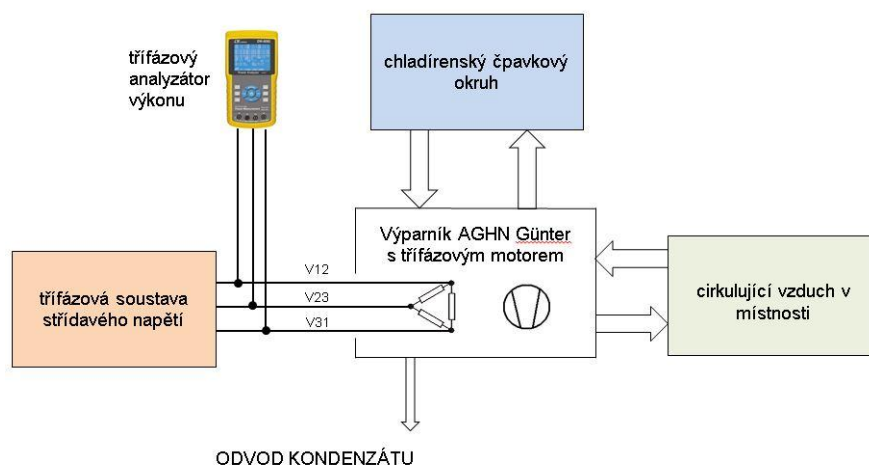 třífázový
analyzátor
výkonu
chladírenský čpavkový
okruh
Výparník AGHN Günter
s třífázovým motorem
třífázová soustava
střídavého napětí
V12
V23
V31
cirkulující vzduch v
místnosti
ODVOD KONDENZÁTU